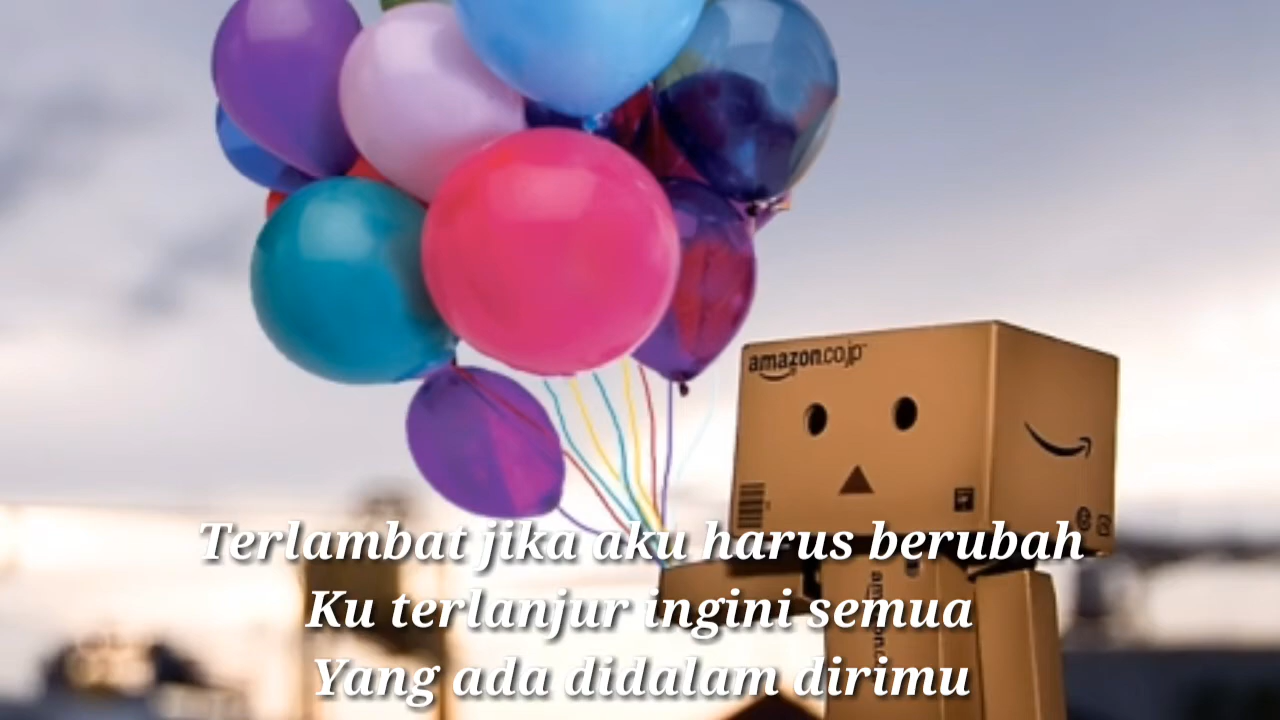 amazon.co.jp
Terlambat jika aku harus berubah
Ku terlanjur ingini semua
Yang ada didalam dirimu